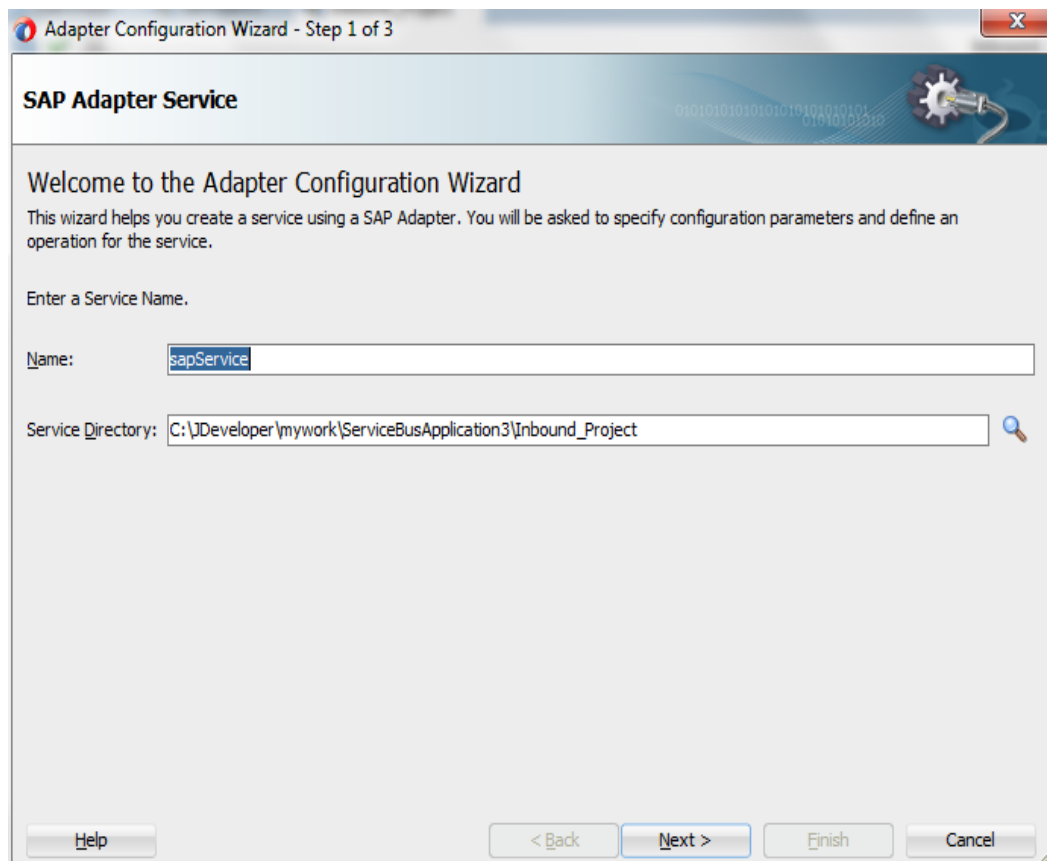 Adapter Configuration Wizard - Step 1 of 3
SAP Adapter Service
Welcome to the Adapter Configuration Wizard
This wizard helps you create a service using a SAP Adapter. You will be asked to specify configuration parameters and define an
operation for the service.
Enter a Service Name.
Name: sapService
Service Directory: C:\JDeveloper\mywork\ServiceBusApplication3\Inbound_Project
Help < Back Next > Finish Cancel